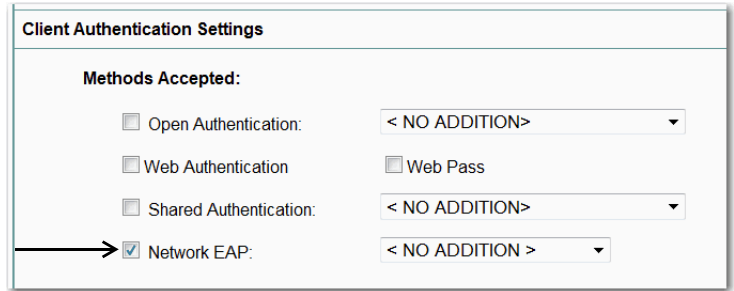 Client Authentication Settings
Methods Accepted:
Open Authentication: < NO ADDITION>
Web Authentication Web Pass
Shared Authentication: < NO ADDITION>
Network EAP: < NO ADDITION >